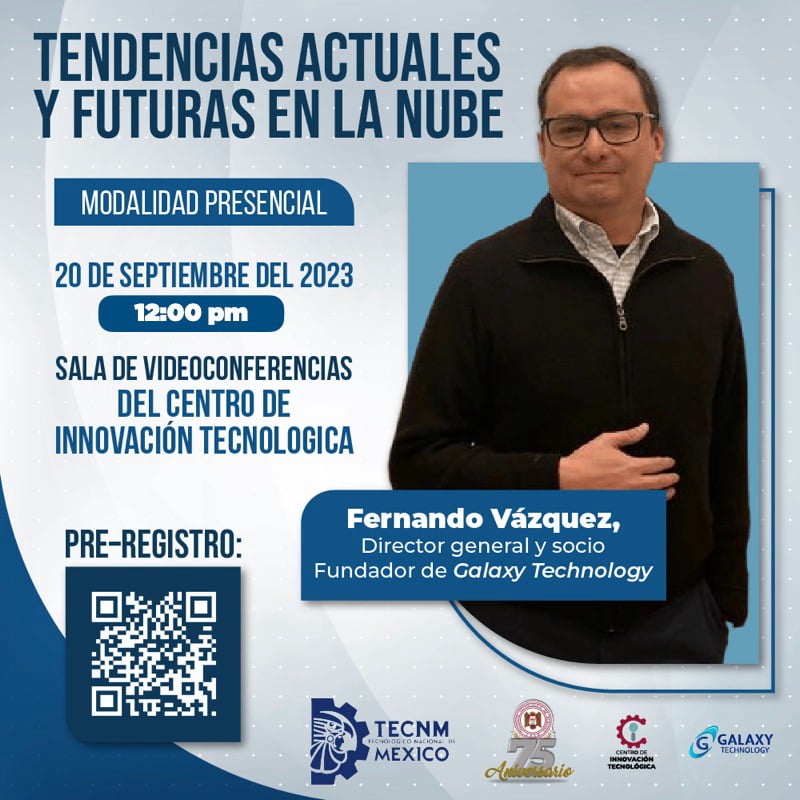 TENDENCIAS ACTUALES
Y FUTURAS EN LA NUBE
MODALIDAD PRESENCIAL
20 DE SEPTIEMBRE DEL 2023
12:00 pm
SALA DE VIDEOCONFERENCIAS
DEL CENTRO DE
INNOVACIÓN TECNOLOGICA
Fernando Vázquez,
Director general y socio
Fundador de Galaxy Technology
PRE-REGISTRO:
TECNM
TECNOLÓGICO NACIONAL DE
MÉXICO
75
Aniversario
CENTRO DE
INNOVACIÓN
TECNOLÓGICA
G GALAXY
TECHNOLOGY